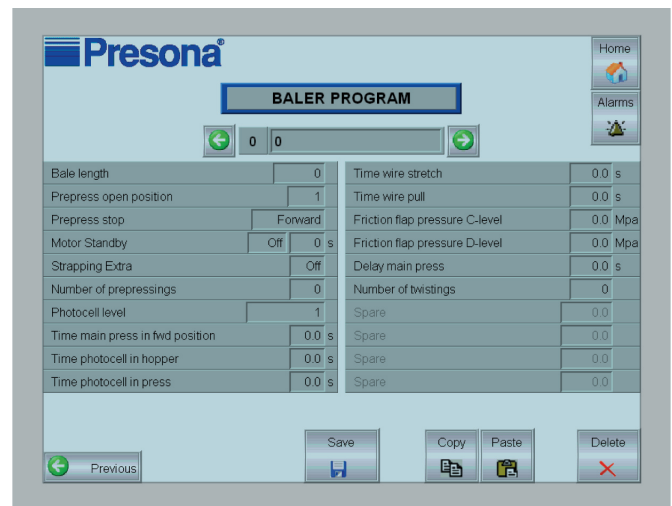 Presona®
Home
BALER PROGRAM
Alarms
0 0
Bale length 0
Prepress open position 1
Prepress stop Forward
Motor Standby Off 0 s
Strapping Extra Off
Number of prepressings 0
Photocell level 1
Time main press in fwd position 0.0 s
Time photocell in hopper 0.0 s
Time photocell in press 0.0 s
Time wire stretch 0.0 s
Time wire pull 0.0 s
Friction flap pressure C-level 0.0 Mpa
Friction flap pressure D-level 0.0 Mpa
Delay main press 0.0 s
Number of twistings 0
Spare 0.0
Spare 0.0
Spare 0.0
Spare 0.0
Previous
Save
Copy
Paste
Delete